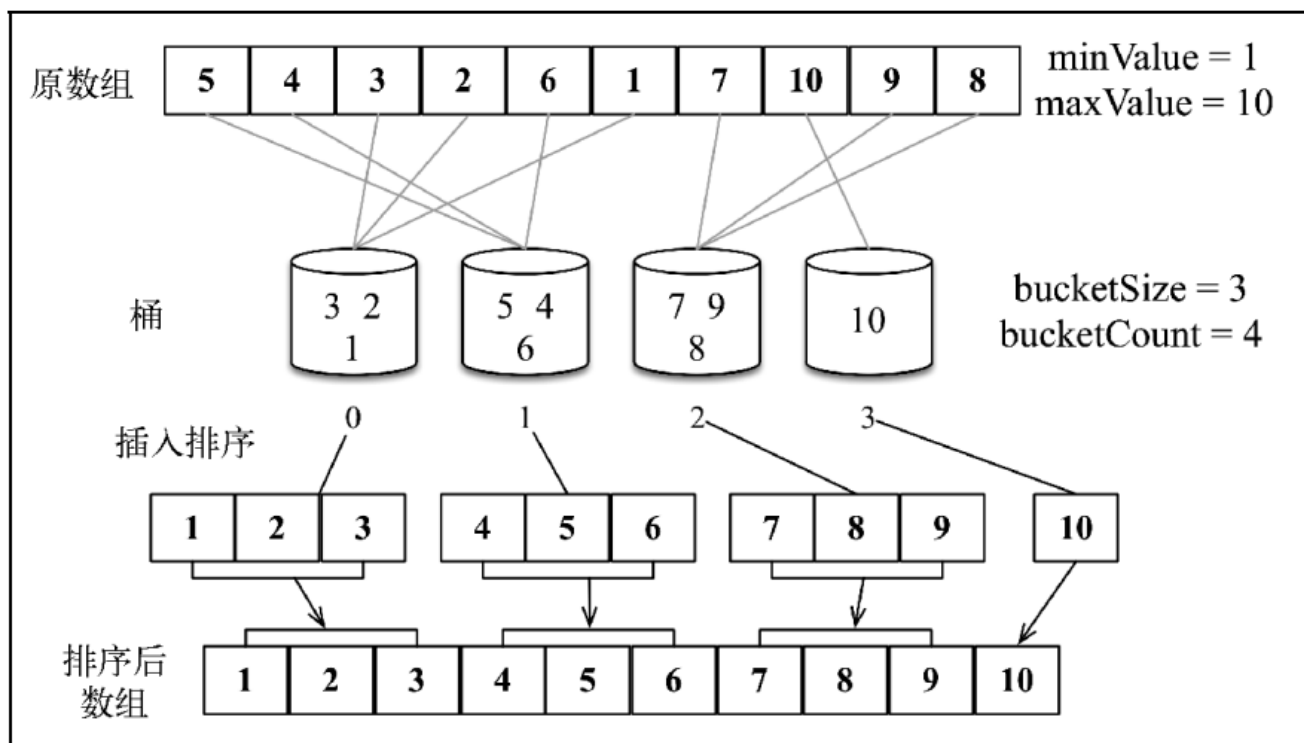 原数组 5 4 3 2 6 1 7 10 9 8
minValue = 1
maxValue = 10
桶
3 2
1
5 4
6
7 9
8
10
bucketSize = 3
bucketCount = 4
0 1 2 3
插入排序
1 2 3 4 5 6 7 8 9 10
排序后
数组
1 2 3 4 5 6 7 8 9 10